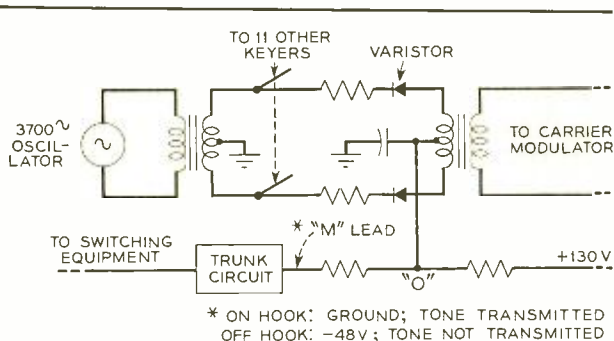 TO 11 OTHER
KEYERS
VARISTOR
3700~
OSCIL-
LATOR
~
TO CARRIER
MODULATOR
* "M" LEAD
TO SWITCHING
EQUIPMENT
TRUNK
CIRCUIT
"O"
+130V
* ON HOOK: GROUND; TONE TRANSMITTED
OFF HOOK: -48V; TONE NOT TRANSMITTED